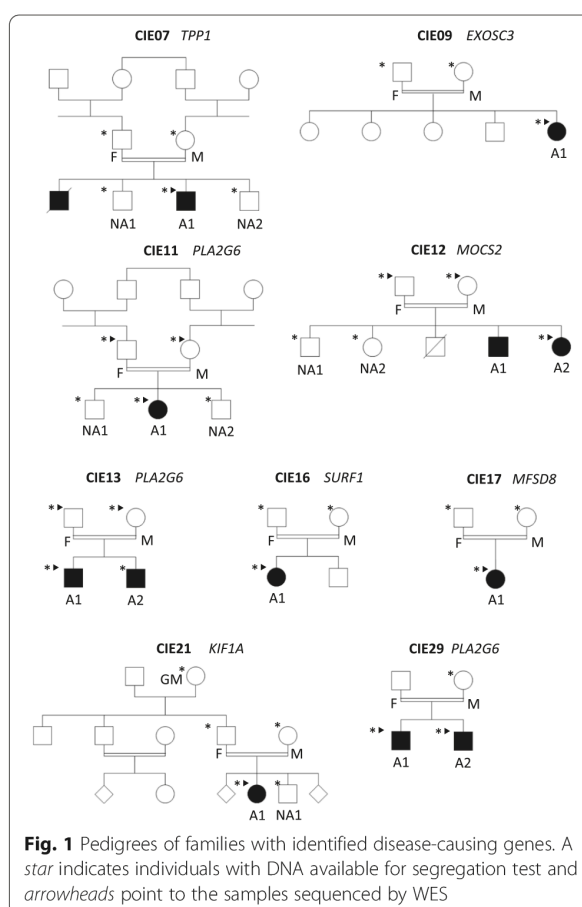 CIE07 TPP1
CIE09 EXOSC3
*
*
F
M
* ▸
A1
*
*
F
M
*
* ▸
*
NA1
A1
NA2
CIE11 PLA2G6
* ▸
* ▸
F
M
*
* ▸
*
NA1
A1
NA2
CIE12 MOCS2
* ▸
* ▸
F
M
*
*
* ▸
NA1
NA2
A1
A2
CIE13 PLA2G6
* ▸
* ▸
F
M
* ▸
*
A1
A2
CIE16 SURF1
*
*
F
M
* ▸
A1
CIE17 MFSD8
*
*
F
M
* ▸
A1
CIE21 KIF1A
GM
*
*
*
F
M
* ▸
*
A1
NA1
CIE29 PLA2G6
*
F
M
* ▸
* ▸
A1
A2
Fig. 1 Pedigrees of families with identified disease-causing genes. A
star indicates individuals with DNA available for segregation test and
arrowheads point to the samples sequenced by WES